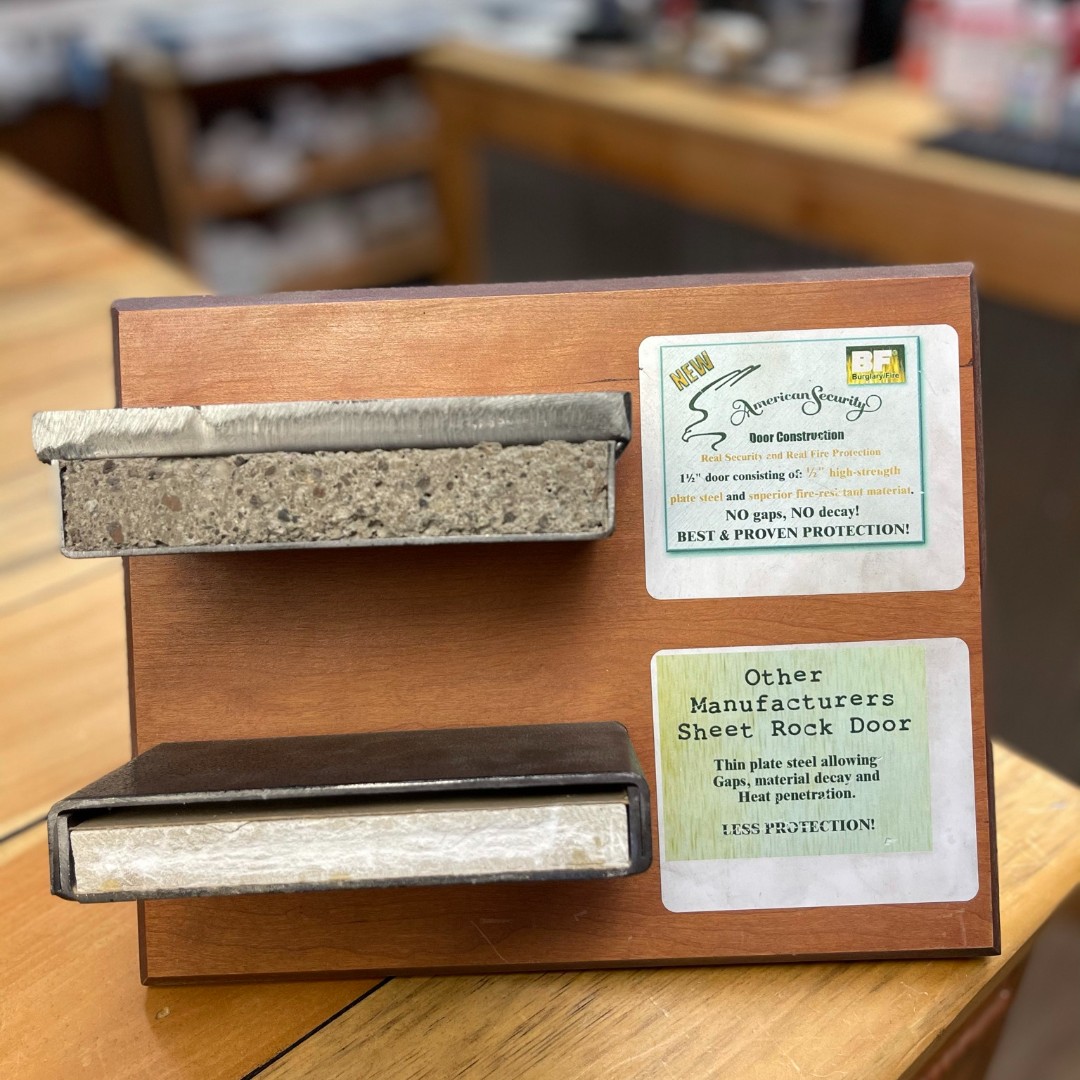 NEW
BF®
Burglary/Fire
AmericanSecurity
Door Construction
Real Security and Real Fire Protection
1½" door consisting of: ½" high-strength
plate steel and superior fire-resistant material.
NO gaps, NO decay!
BEST & PROVEN PROTECTION!
Other
Manufacturers
Sheet Rock Door
Thin plate steel allowing
Gaps, material decay and
Heat penetration.
LESS PROTECTION!